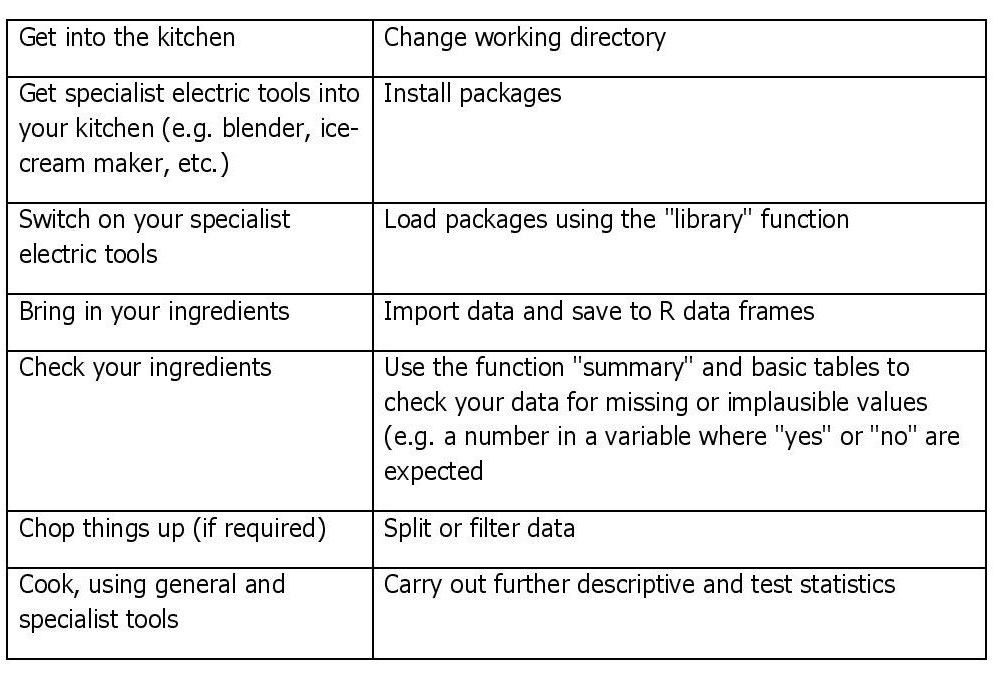 Get into the kitchen
Change working directory
Get specialist electric tools into
your kitchen (e.g. blender, ice-
cream maker, etc.)
Install packages
Switch on your specialist
electric tools
Load packages using the "library" function
Bring in your ingredients
Import data and save to R data frames
Check your ingredients
Use the function "summary" and basic tables to
check your data for missing or implausible values
(e.g. a number in a variable where "yes" or "no" are
expected
Chop things up (if required)
Split or filter data
Cook, using general and
specialist tools
Carry out further descriptive and test statistics